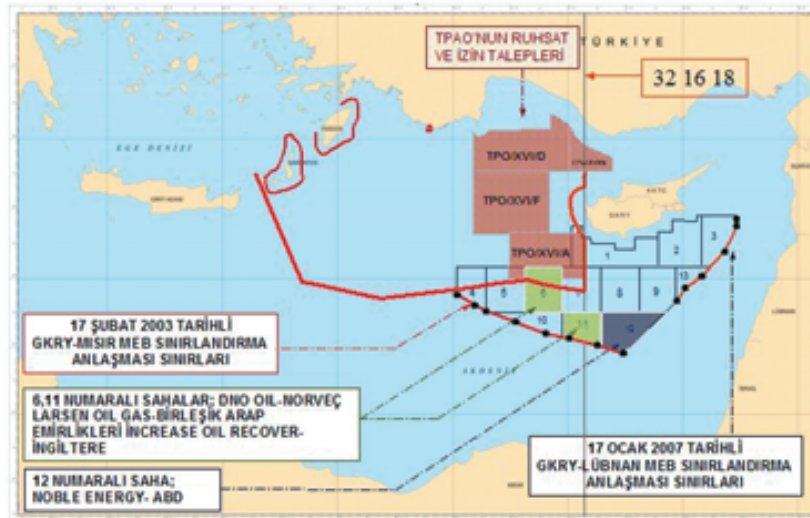 TPAO'NUN RUHSAT
VE İZİN TALEPLERİ
TÜRKİYE
32 16 18
EGE DENİZİ
TPO/XVI/D
TPO/XVI/F
TPO/XVI/A
KKTC
GKRY
1
2
3
13
4
5
6
7
8
9
10
11
G
AKDENİZ
LÜBNAN
17 ŞUBAT 2003 TARİHLİ
GKRY-MISIR MEB SINIRLANDIRMA
ANLAŞMASI SINIRLARI
6,11 NUMARALI SAHALAR; DNO OIL-NORVEÇ
LARSEN OIL GAS-BİRLEŞİK ARAP
EMİRLİKLERİ İNCREASE OIL RECOVER-
İNGİLTERE
12 NUMARALI SAHA;
NOBLE ENERGY- ABD
17 OCAK 2007 TARİHLİ
GKRY-LÜBNAN MEB SINIRLANDIRMA
ANLAŞMASI SINIRLARI